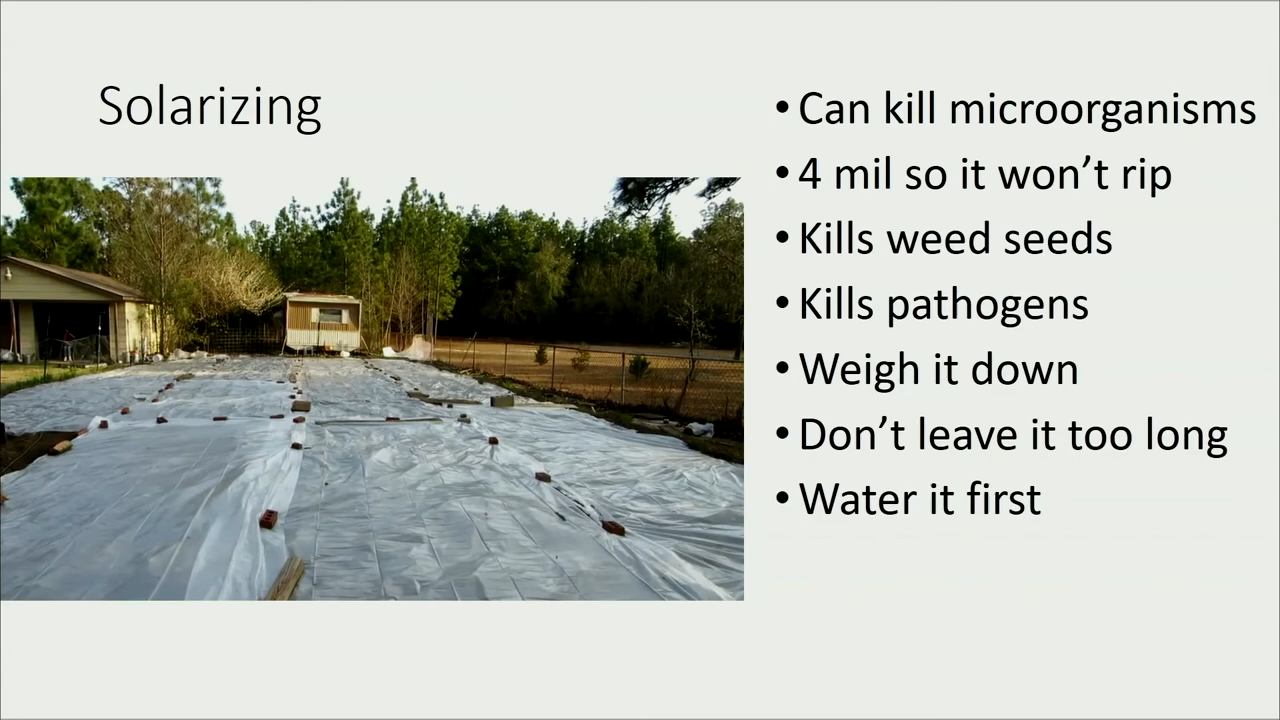 Solarizing
• Can kill microorganisms
• 4 mil so it won’t rip
• Kills weed seeds
• Kills pathogens
• Weigh it down
• Don’t leave it too long
• Water it first